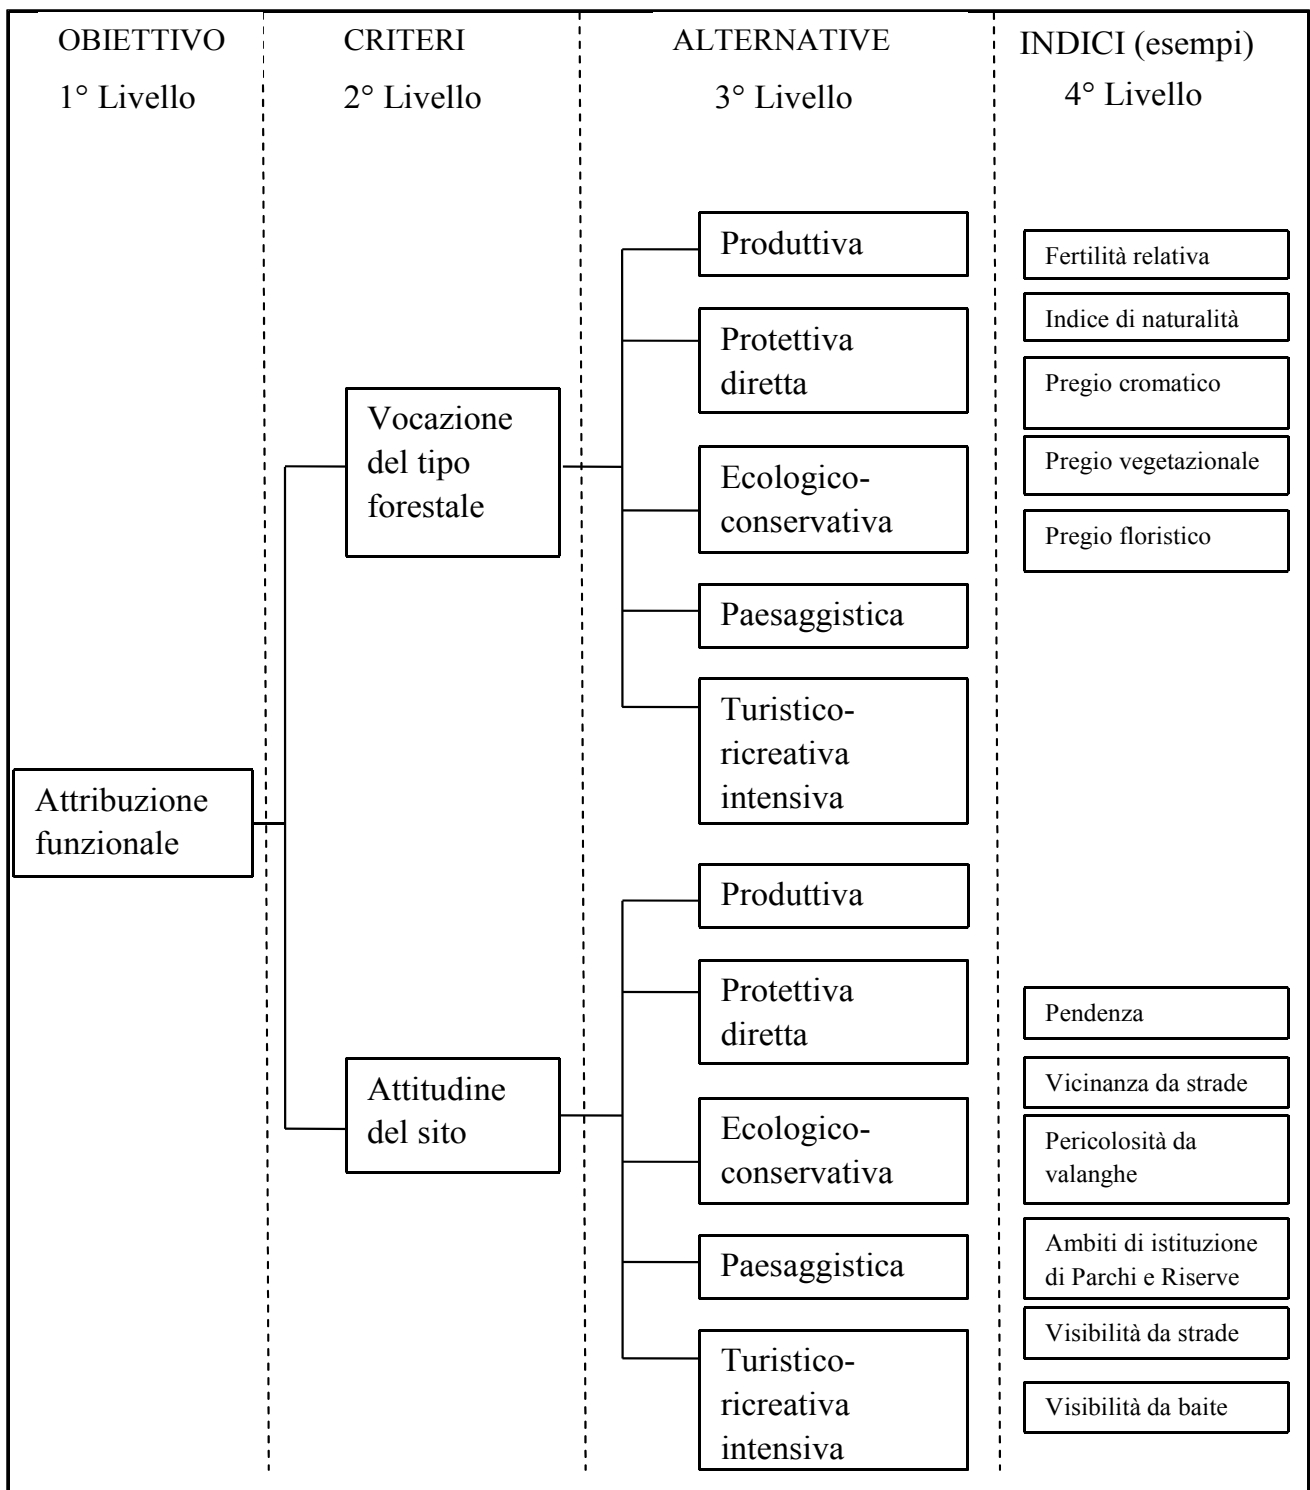 OBIETTIVO
1° Livello
CRITERI
2° Livello
ALTERNATIVE
3° Livello
INDICI (esempi)
4° Livello
Attribuzione
funzionale
Vocazione
del tipo
forestale
Produttiva
Protettiva
diretta
Ecologico-
conservativa
Paesaggistica
Turistico-
ricreativa
intensiva
Fertilità relativa
Indice di naturalità
Pregio cromatico
Pregio vegetazionale
Pregio floristico
Attitudine
del sito
Produttiva
Protettiva
diretta
Ecologico-
conservativa
Paesaggistica
Turistico-
ricreativa
intensiva
Pendenza
Vicinanza da strade
Pericolosità da
valanghe
Ambiti di istituzione
di Parchi e Riserve
Visibilità da strade
Visibilità da baite